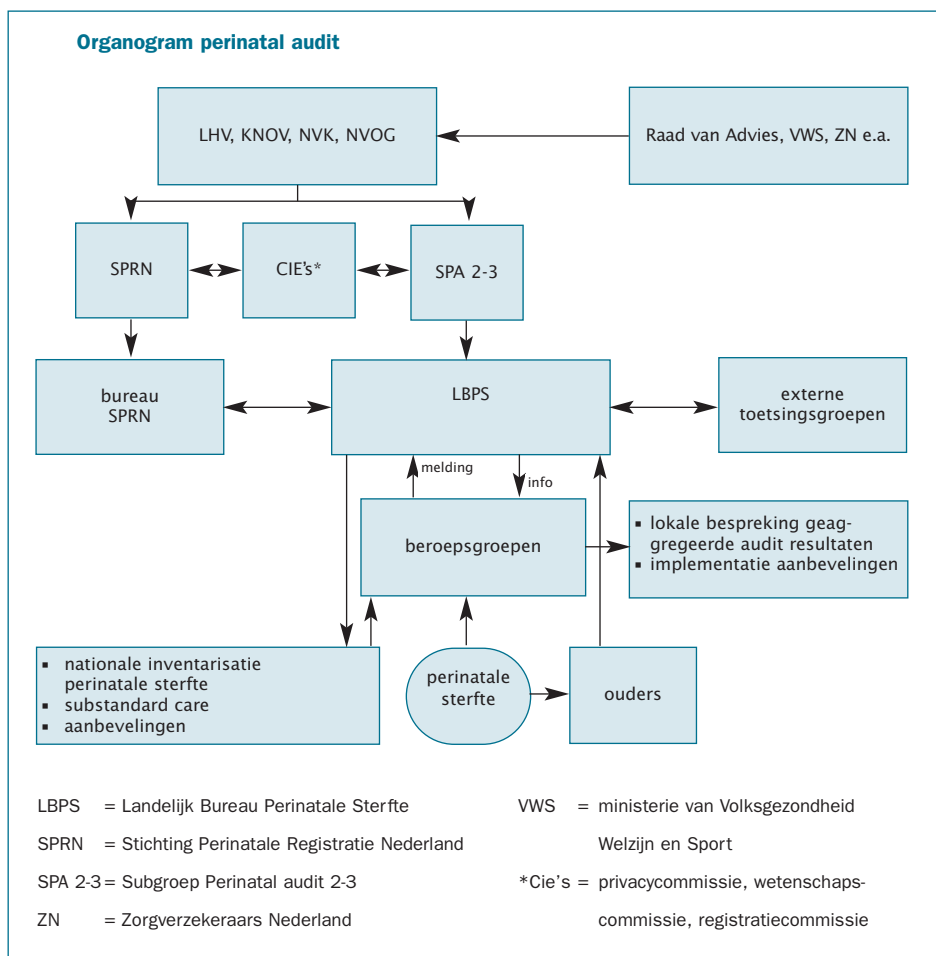 Organogram perinatal audit
LHV, KNOV, NVK, NVOG
Raad van Advies, VWS, ZN e.a.
SPRN
CIE's*
SPA 2-3
bureau
SPRN
LBPS
externe
toetsingsgroepen
melding
info
beroepsgroepen
▪ lokale bespreking geag-
gregeerde audit resultaten
▪ implementatie aanbevelingen
▪ nationale inventarisatie
perinatale sterfte
▪ substandard care
▪ aanbevelingen
perinatale
sterfte
ouders
LBPS = Landelijk Bureau Perinatale Sterfte
SPRN = Stichting Perinatale Registratie Nederland
SPA 2-3 = Subgroep Perinatal audit 2-3
ZN = Zorgverzekeraars Nederland
VWS = ministerie van Volksgezondheid
Welzijn en Sport
*Cie's = privacycommissie, wetenschaps-
commissie, registratiecommissie